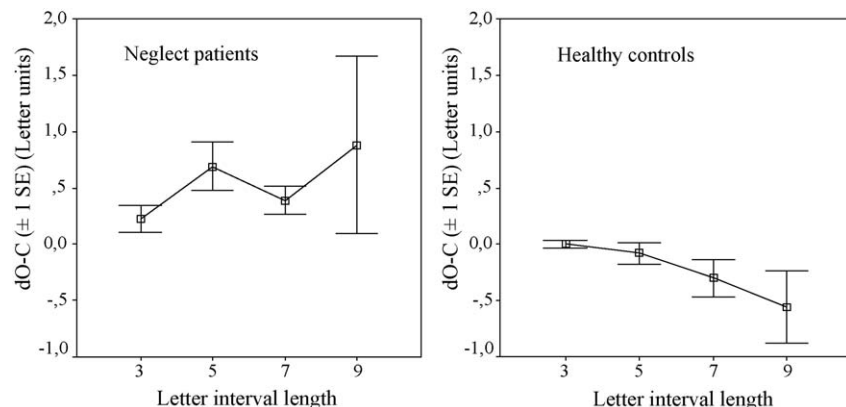 dO-C (± 1 SE) (Letter units)
2,0
1,5
1,0
,5
0,0
-,5
-1,0
Neglect patients
3 5 7 9
Letter interval length
dO-C (± 1 SE) (Letter units)
2,0
1,5
1,0
,5
0,0
-,5
-1,0
Healthy controls
3 5 7 9
Letter interval length